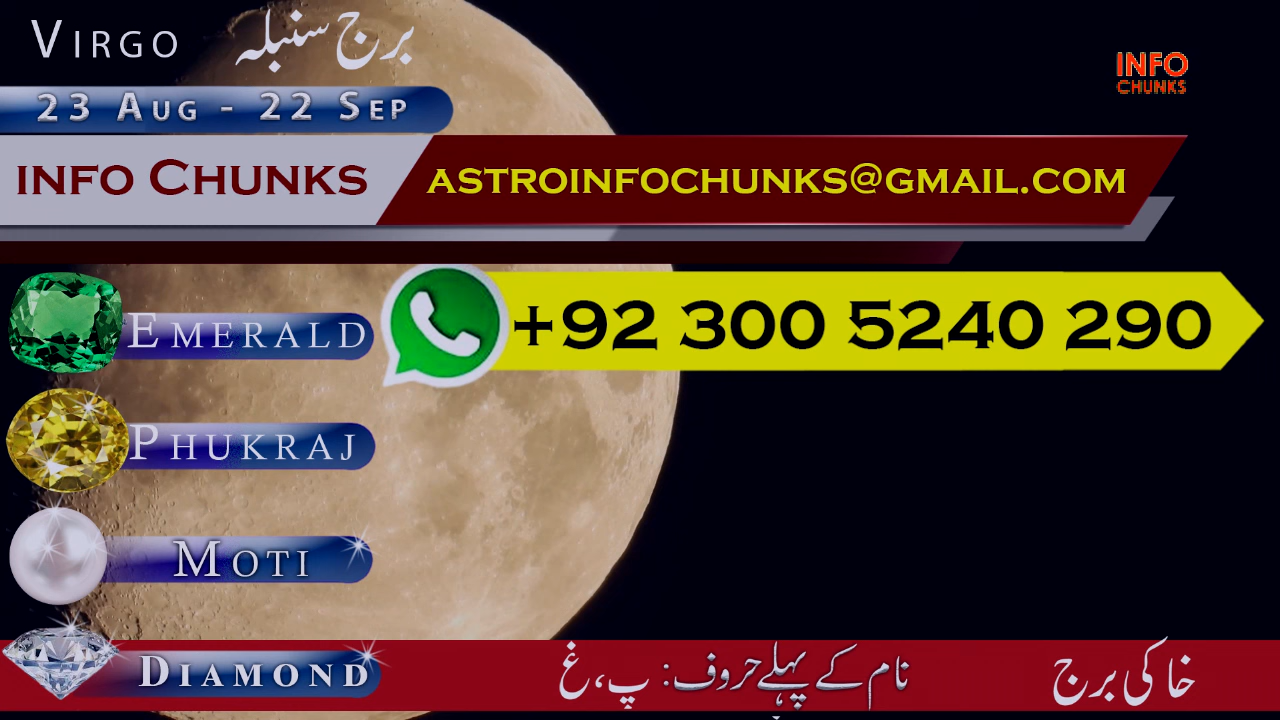 VIRGO برج سنبلہ
23 AUG - 22 SEP
INFO
CHUNKS
INFO CHUNKS
ASTROINFOCHUNKS@GMAIL.COM
EMERALD
+92 300 5240 290
PHUKRAJ
MOTI
DIAMOND
نام کے پہلے حروف: پ، غ
خاکی برج